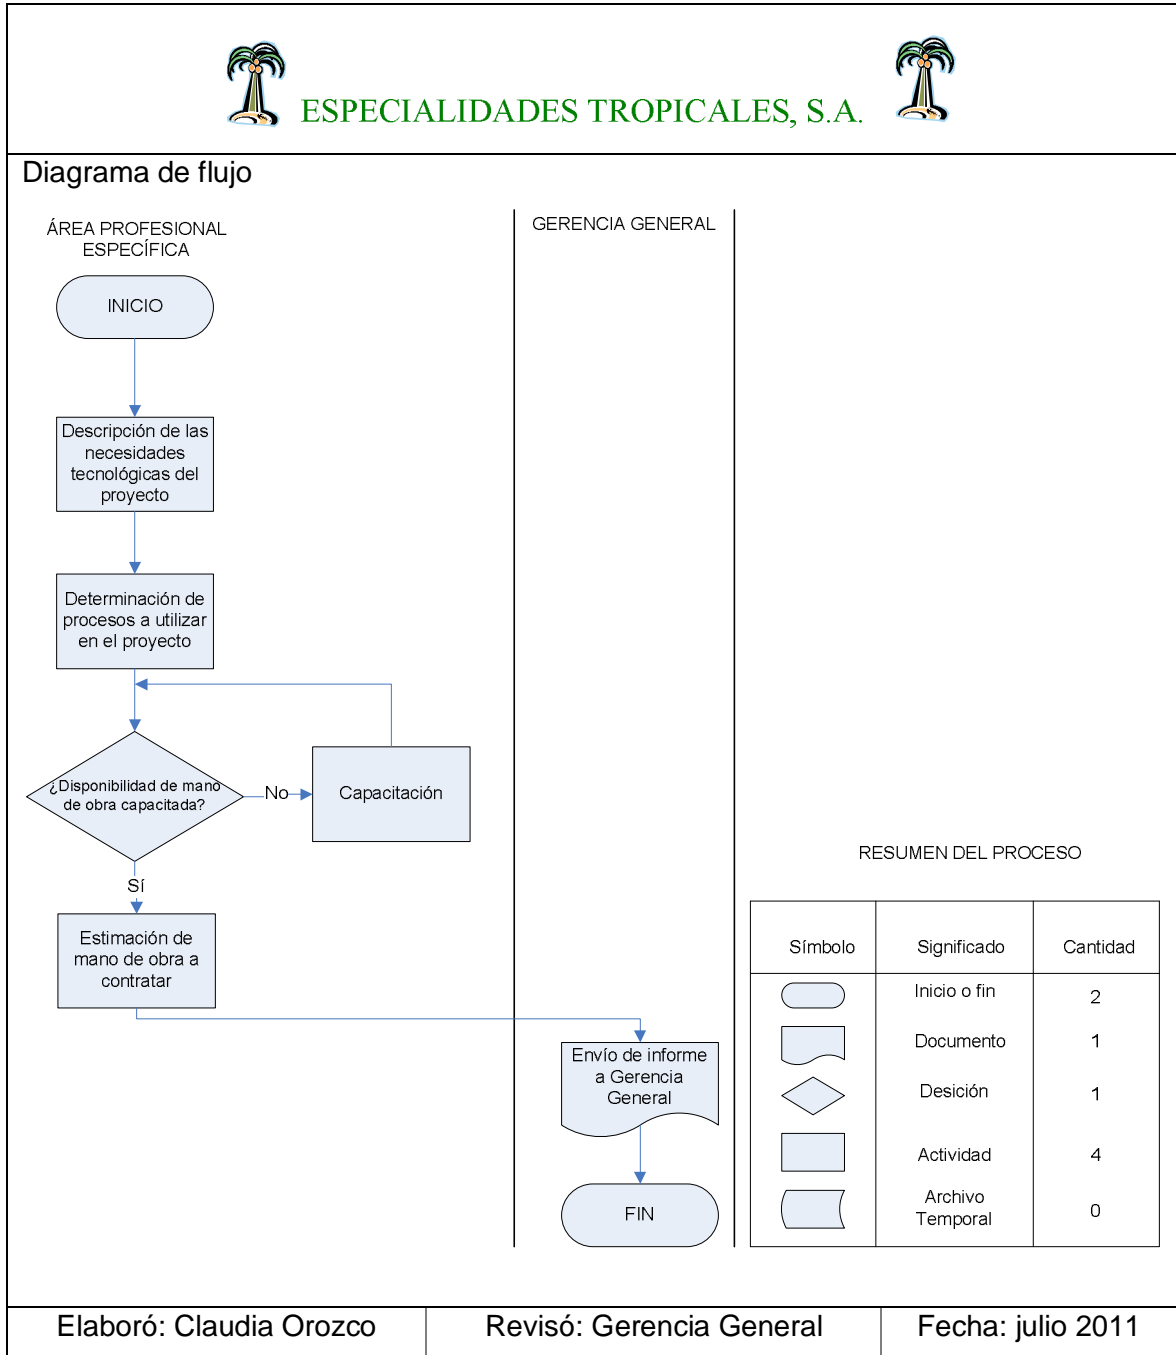 ESPECIALIDADES TROPICALES, S.A.
Diagrama de flujo
ÁREA PROFESIONAL
ESPECÍFICA
GERENCIA GENERAL
INICIO
Descripción de las
necesidades
tecnológicas del
proyecto
Determinación de
procesos a utilizar
en el proyecto
¿Disponibilidad de mano
de obra capacitada?
No
Capacitación
Sí
Estimación de
mano de obra a
contratar
Envío de informe
a Gerencia
General
FIN
RESUMEN DEL PROCESO
Símbolo Significado Cantidad
Inicio o fin 2
Documento 1
Desición 1
Actividad 4
Archivo
Temporal 0
Elaboró: Claudia Orozco Revisó: Gerencia General Fecha: julio 2011